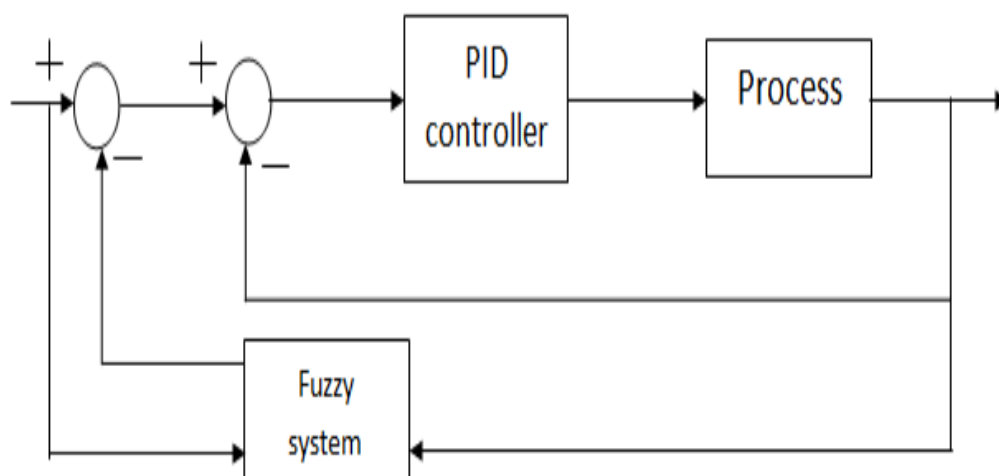 +
+
PID
controller
Process
−
−
Fuzzy
system